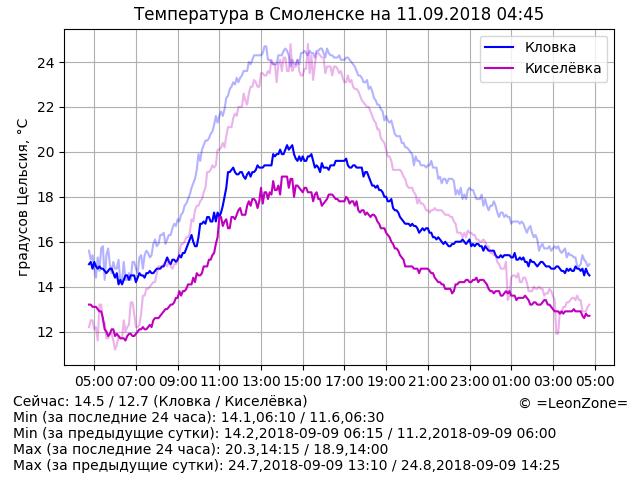 Температура в Смоленске на 11.09.2018 04:45
Кловка
Киселёвка
градусов Цельсия, °C
24
22
20
18
16
14
12
05:00 07:00 09:00 11:00 13:00 15:00 17:00 19:00 21:00 23:00 01:00 03:00 05:00
Сейчас: 14.5 / 12.7 (Кловка / Киселёвка)
© =LeonZone=
Min (за последние 24 часа): 14.1,06:10 / 11.6,06:30
Min (за предыдущие сутки): 14.2,2018-09-09 06:15 / 11.2,2018-09-09 06:00
Max (за последние 24 часа): 20.3,14:15 / 18.9,14:00
Max (за предыдущие сутки): 24.7,2018-09-09 13:10 / 24.8,2018-09-09 14:25